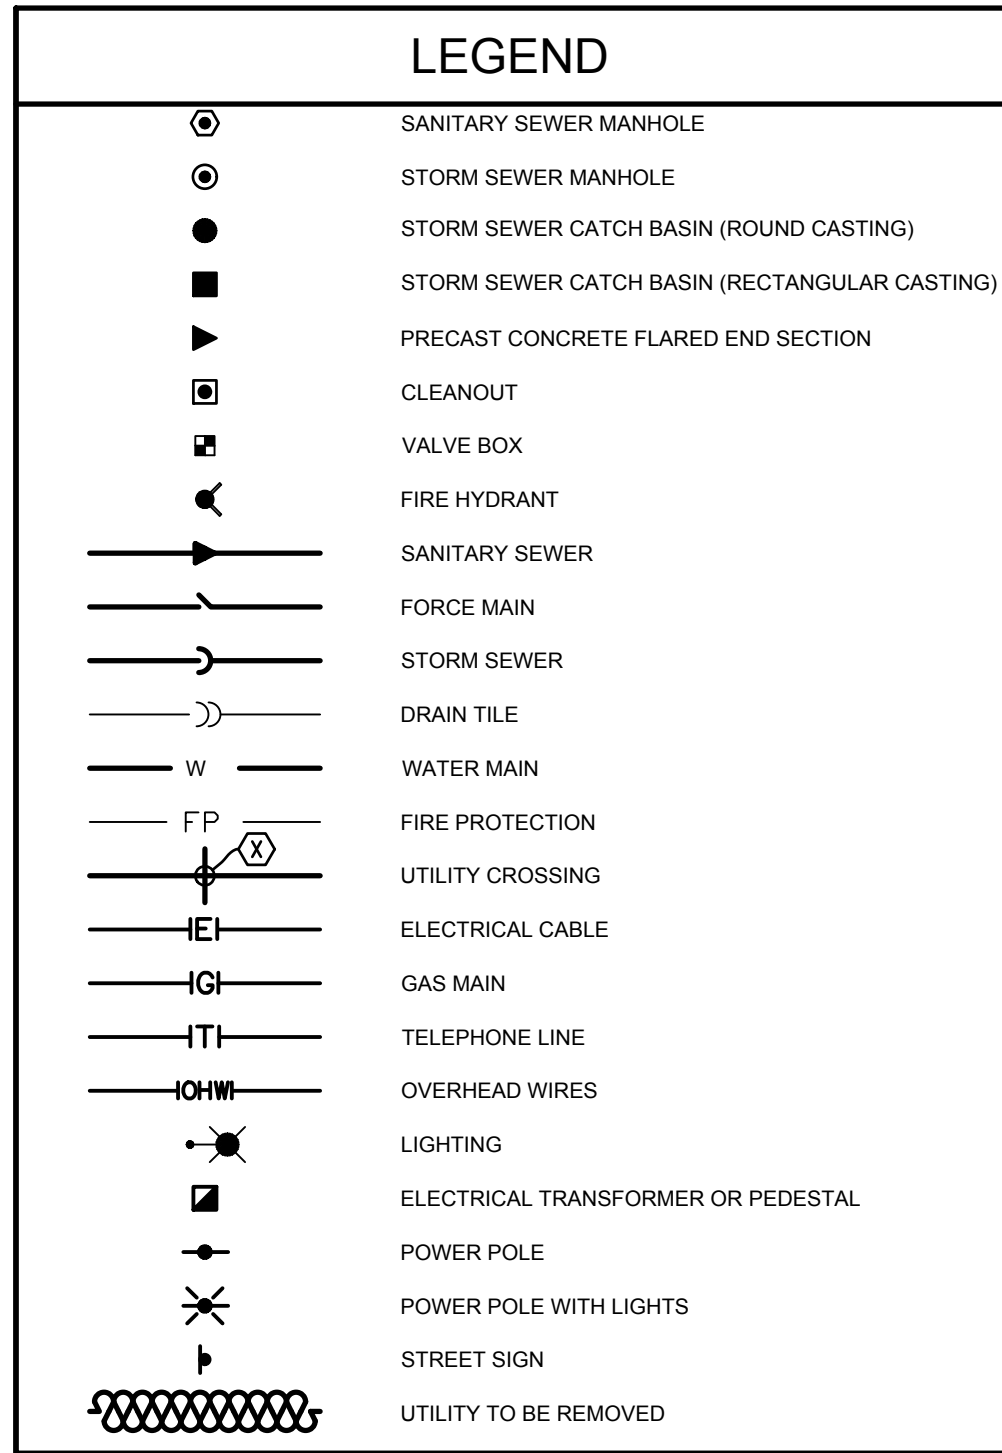 LEGEND
SANITARY SEWER MANHOLE
STORM SEWER MANHOLE
STORM SEWER CATCH BASIN (ROUND CASTING)
STORM SEWER CATCH BASIN (RECTANGULAR CASTING)
PRECAST CONCRETE FLARED END SECTION
CLEANOUT
VALVE BOX
FIRE HYDRANT
SANITARY SEWER
FORCE MAIN
STORM SEWER
DRAIN TILE
W WATER MAIN
FP FIRE PROTECTION
X
UTILITY CROSSING
E ELECTRICAL CABLE
G GAS MAIN
T TELEPHONE LINE
OHW OVERHEAD WIRES
LIGHTING
ELECTRICAL TRANSFORMER OR PEDESTAL
POWER POLE
POWER POLE WITH LIGHTS
STREET SIGN
UTILITY TO BE REMOVED